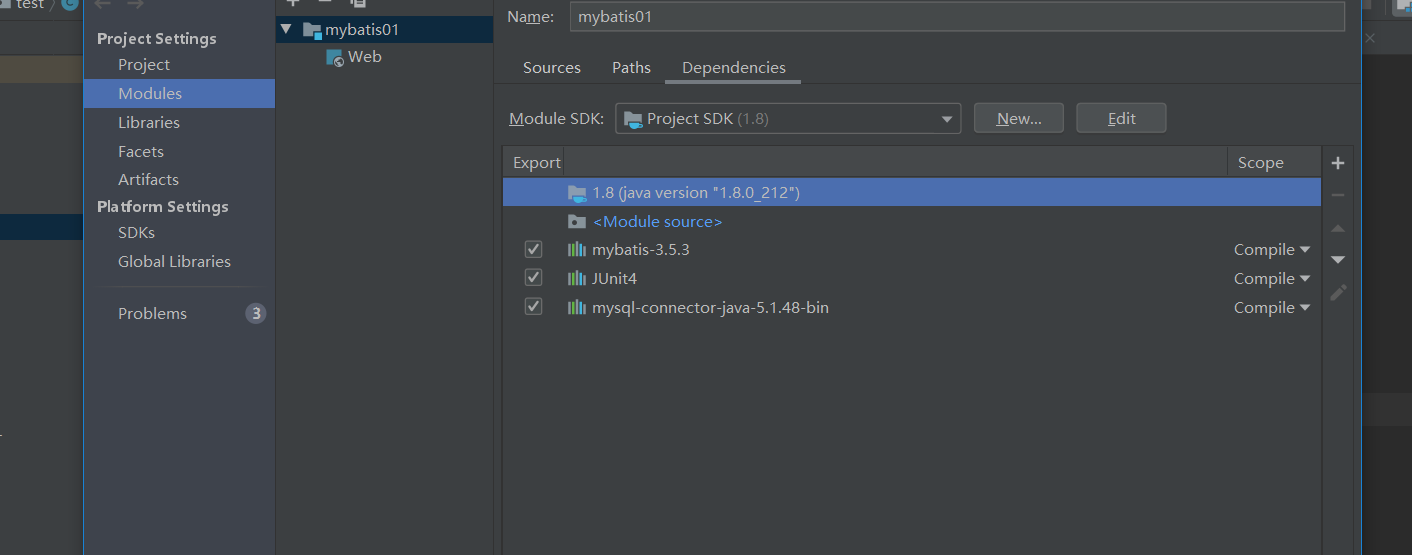 test
Project Settings
Project
Modules
Libraries
Facets
Artifacts
Platform Settings
SDKs
Global Libraries
Problems 3
mybatis01
Web
Name: mybatis01
Sources Paths Dependencies
Module SDK: Project SDK (1.8) New... Edit
Export Scope
1.8 (java version "1.8.0_212")
<Module source>
mybatis-3.5.3 Compile
JUnit4 Compile
mysql-connector-java-5.1.48-bin Compile